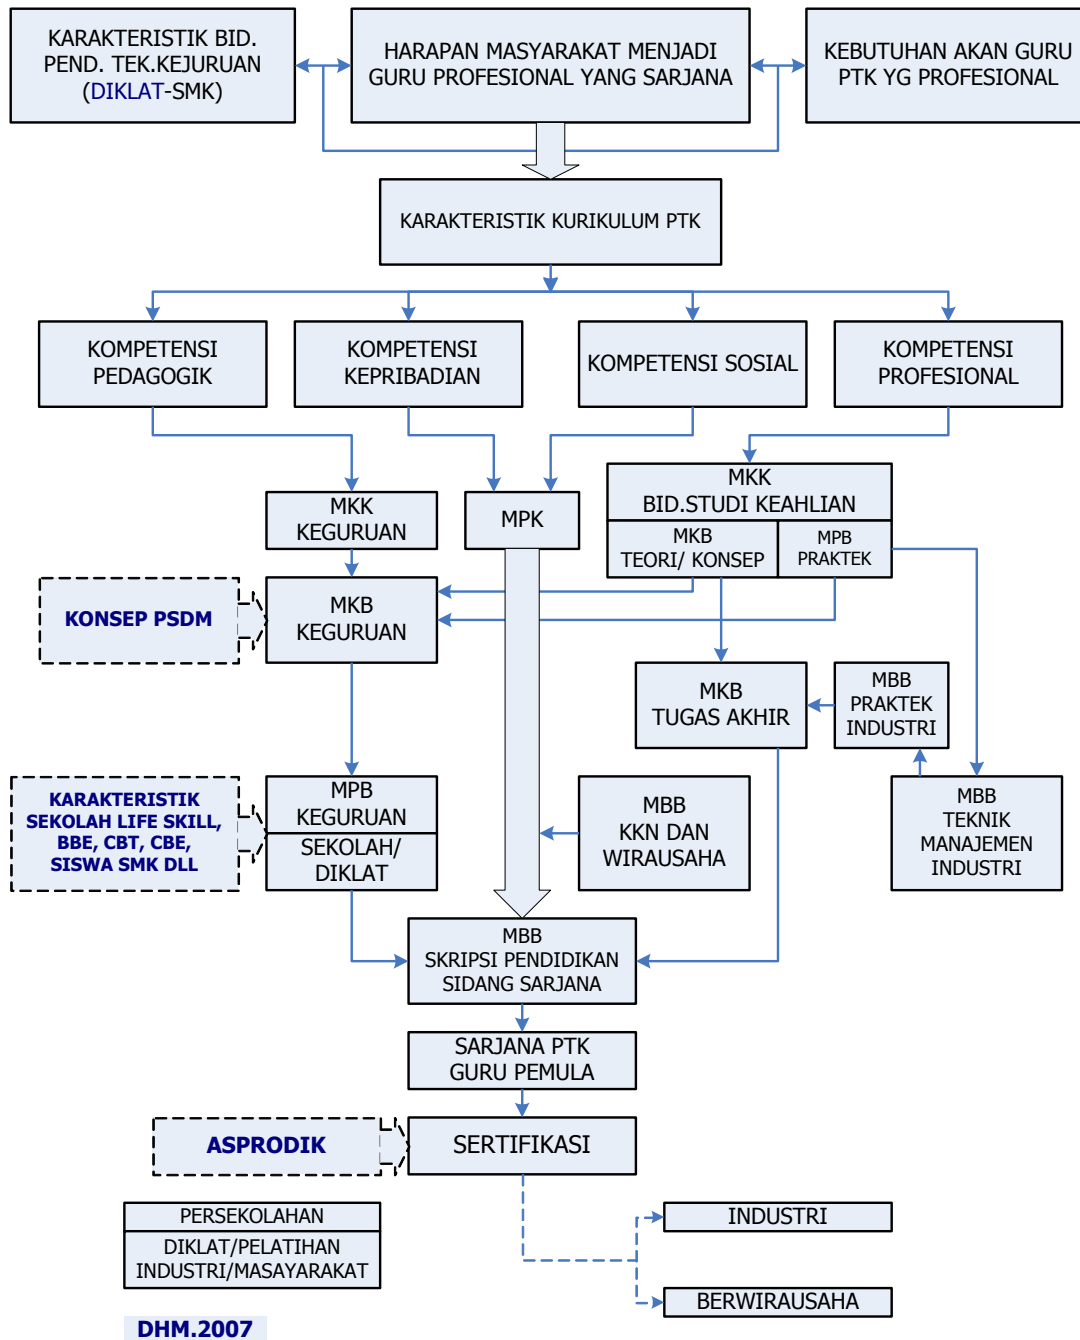 KARAKTERISTIK BID.
PEND. TEK.KEJURUAN
(DIKLAT-SMK)
HARAPAN MASYARAKAT MENJADI
GURU PROFESIONAL YANG SARJANA
KEBUTUHAN AKAN GURU
PTK YG PROFESIONAL
KARAKTERISTIK KURIKULUM PTK
KOMPETENSI
PEDAGOGIK
KOMPETENSI
KEPRIBADIAN
KOMPETENSI SOSIAL
KOMPETENSI
PROFESIONAL
MKK
KEGURUAN
MPK
MKK
BID.STUDI KEAHLIAN
MKB
TEORI/ KONSEP
MPB
PRAKTEK
KONSEP PSDM
MKB
KEGURUAN
MKB
TUGAS AKHIR
MBB
PRAKTEK
INDUSTRI
KARAKTERISTIK
SEKOLAH LIFE SKILL,
BBE, CBT, CBE,
SISWA SMK DLL
MPB
KEGURUAN
SEKOLAH/
DIKLAT
MBB
KKN DAN
WIRAUSAHA
MBB
TEKNIK
MANAJEMEN
INDUSTRI
MBB
SKRIPSI PENDIDIKAN
SIDANG SARJANA
SARJANA PTK
GURU PEMULA
ASPRODIK
SERTIFIKASI
PERSEKOLAHAN
DIKLAT/PELATIHAN
INDUSTRI/MASAYARAKAT
INDUSTRI
BERWIRAUSAHA
DHM.2007